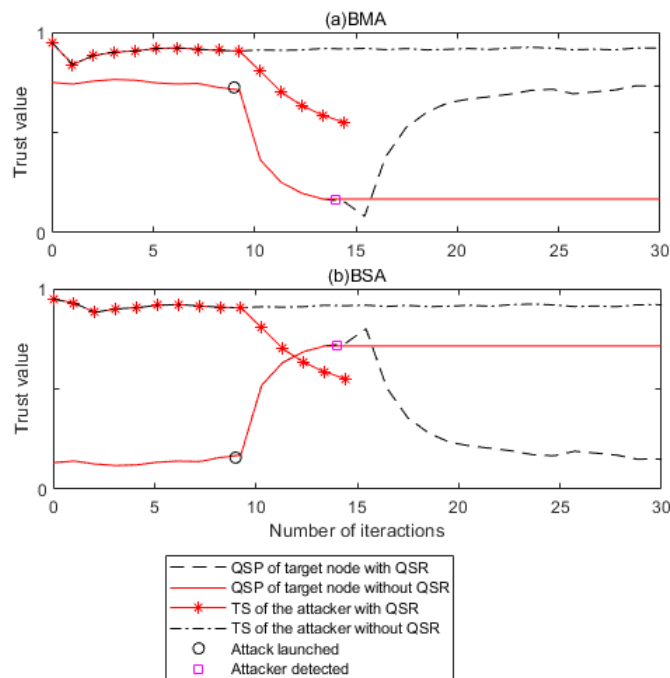 (a)BMA
1
Trust value
0
0 5 10 15 20 25 30
(b)BSA
1
Trust value
0
0 5 10 15 20 25 30
Number of iteractions
QSP of target node with QSR
QSP of target node without QSR
TS of the attacker with QSR
TS of the attacker without QSR
Attack launched
Attacker detected